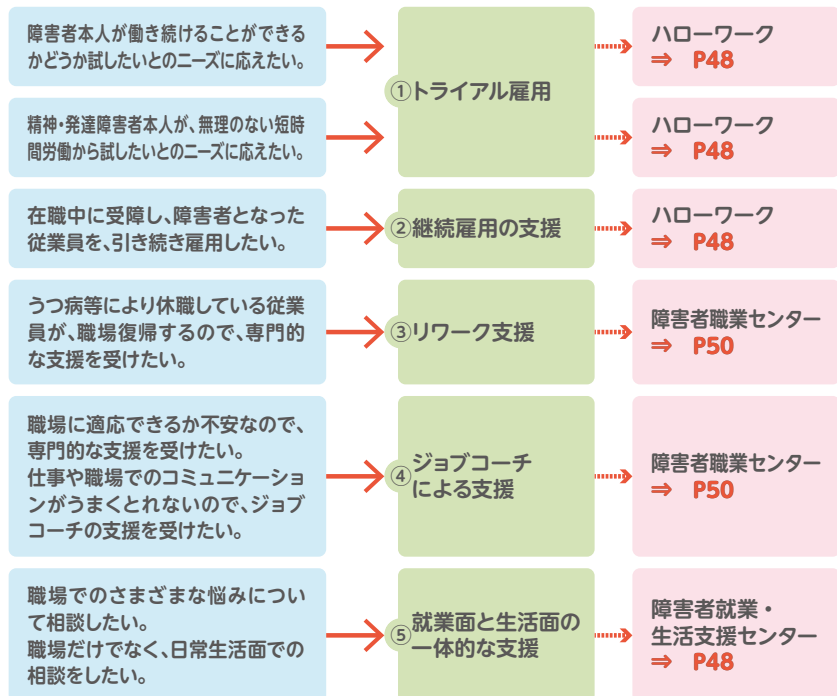 障害者本人が働き続けることができる
かどうか試したいとのニーズに応えたい。
①トライアル雇用
ハローワーク
⇒ P48
精神・発達障害者本人が、無理のない短時
間労働から試したいとのニーズに応えたい。
ハローワーク
⇒ P48
在職中に受障し、障害者となった
従業員を、引き続き雇用したい。
②継続雇用の支援
ハローワーク
⇒ P48
うつ病等により休職している従業
員が、職場復帰するので、専門的
な支援を受けたい。
③リワーク支援
障害者職業センター
⇒ P50
職場に適応できるか不安なので、
専門的な支援を受けたい。
仕事や職場でのコミュニケーショ
ンがうまくとれないので、ジョブ
コーチの支援を受けたい。
④ジョブコーチ
による支援
障害者職業センター
⇒ P50
職場でのさまざまな悩みについ
て相談したい。
職場だけでなく、日常生活面での
相談をしたい。
⑤就業面と生活面の
一体的な支援
障害者就業・
生活支援センター
⇒ P48